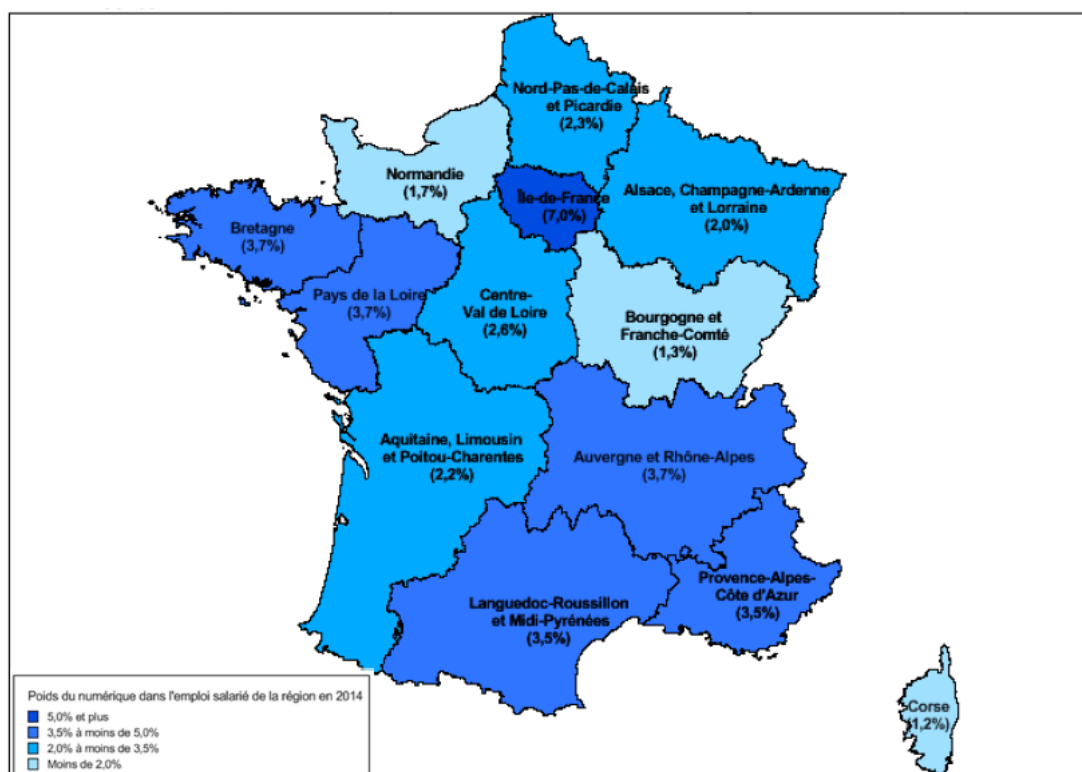 Nord-Pas-de-Calais
et Picardie
(2,3%)
Normandie
(1,7%)
Île-de-France
(7,0%)
Alsace, Champagne-Ardenne
et Lorraine
(2,0%)
Bretagne
(3,7%)
Pays de la Loire
(3,7%)
Centre-
Val de Loire
(2,6%)
Bourgogne et
Franche-Comté
(1,3%)
Aquitaine, Limousin
et Poitou-Charentes
(2,2%)
Auvergne et Rhône-Alpes
(3,7%)
Languedoc-Roussillon
et Midi-Pyrénées
(3,5%)
Provence-Alpes-
Côte d'Azur
(3,5%)
Corse
(1,2%)
Poids du numérique dans l'emploi salarié de la région en 2014
5,0% et plus
3,5% à moins de 5,0%
2,0% à moins de 3,5%
Moins de 2,0%